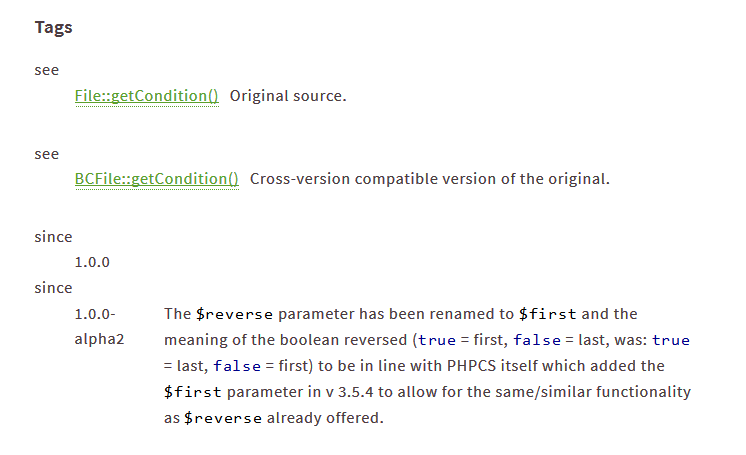 Tags
see
File::getCondition() Original source.
see
BCFile::getCondition() Cross-version compatible version of the original.
since
1.0.0
since
1.0.0-
alpha2
The $reverse parameter has been renamed to $first and the
meaning of the boolean reversed (true = first, false = last, was: true
= last, false = first) to be in line with PHPCS itself which added the
$first parameter in v 3.5.4 to allow for the same/similar functionality
as $reverse already offered.